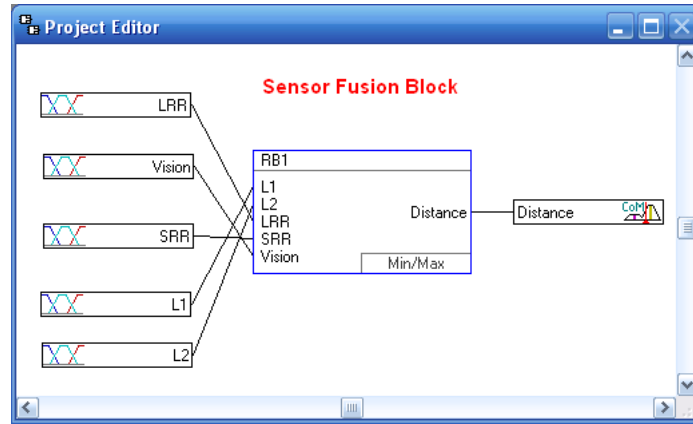 Project Editor
Sensor Fusion Block
LRR
Vision
SRR
L1
L2
RB1
L1
L2
LRR
SRR
Vision
Distance
Min/Max
Distance
CoM